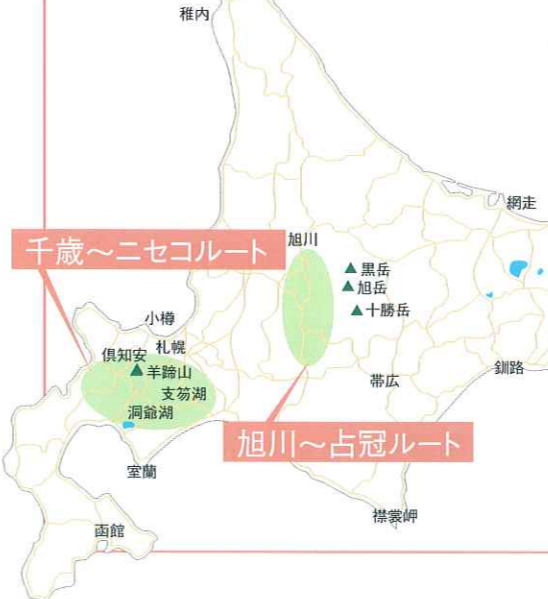 稚内
網走
旭川
千歳～ニセコルート
黒岳
旭岳
十勝岳
小樽
札幌
倶知安
羊蹄山
支笏湖
洞爺湖
帯広
釧路
旭川～占冠ルート
室蘭
襟裳岬
函館